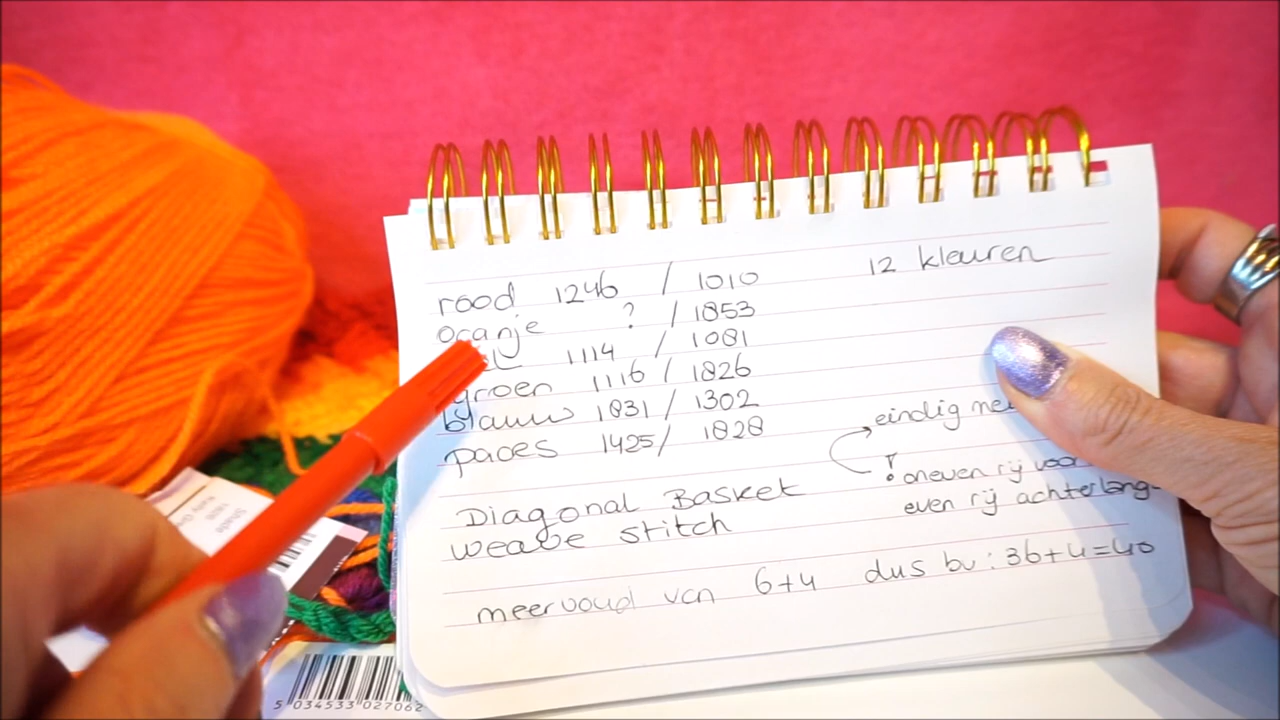 12 kleuren
rood 1246 / 1010
oranje ? / 1853
1114 / 1081
groen 1116 / 1826
blauw 1831 / 1302
paars 1425 / 1828
eindig
! oneven rij voor
even rij achterlangs
Diagonal Basket
weave stitch
meervoud van 6+4 dus bv: 36+4=40
5 034533 027062